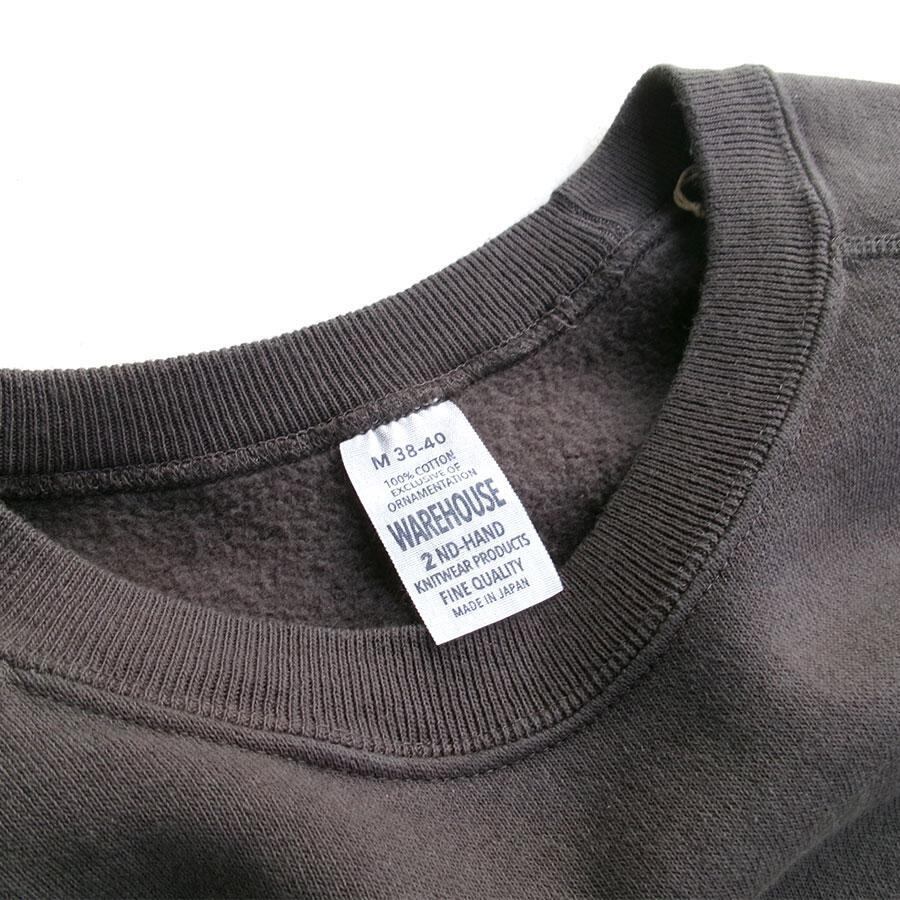 M 38-40
100% COTTON
EXCLUSIVE OF
ORNAMENTATION
WAREHOUSE
2 ND-HAND
KNITWEAR PRODUCTS
FINE QUALITY
MADE IN JAPAN